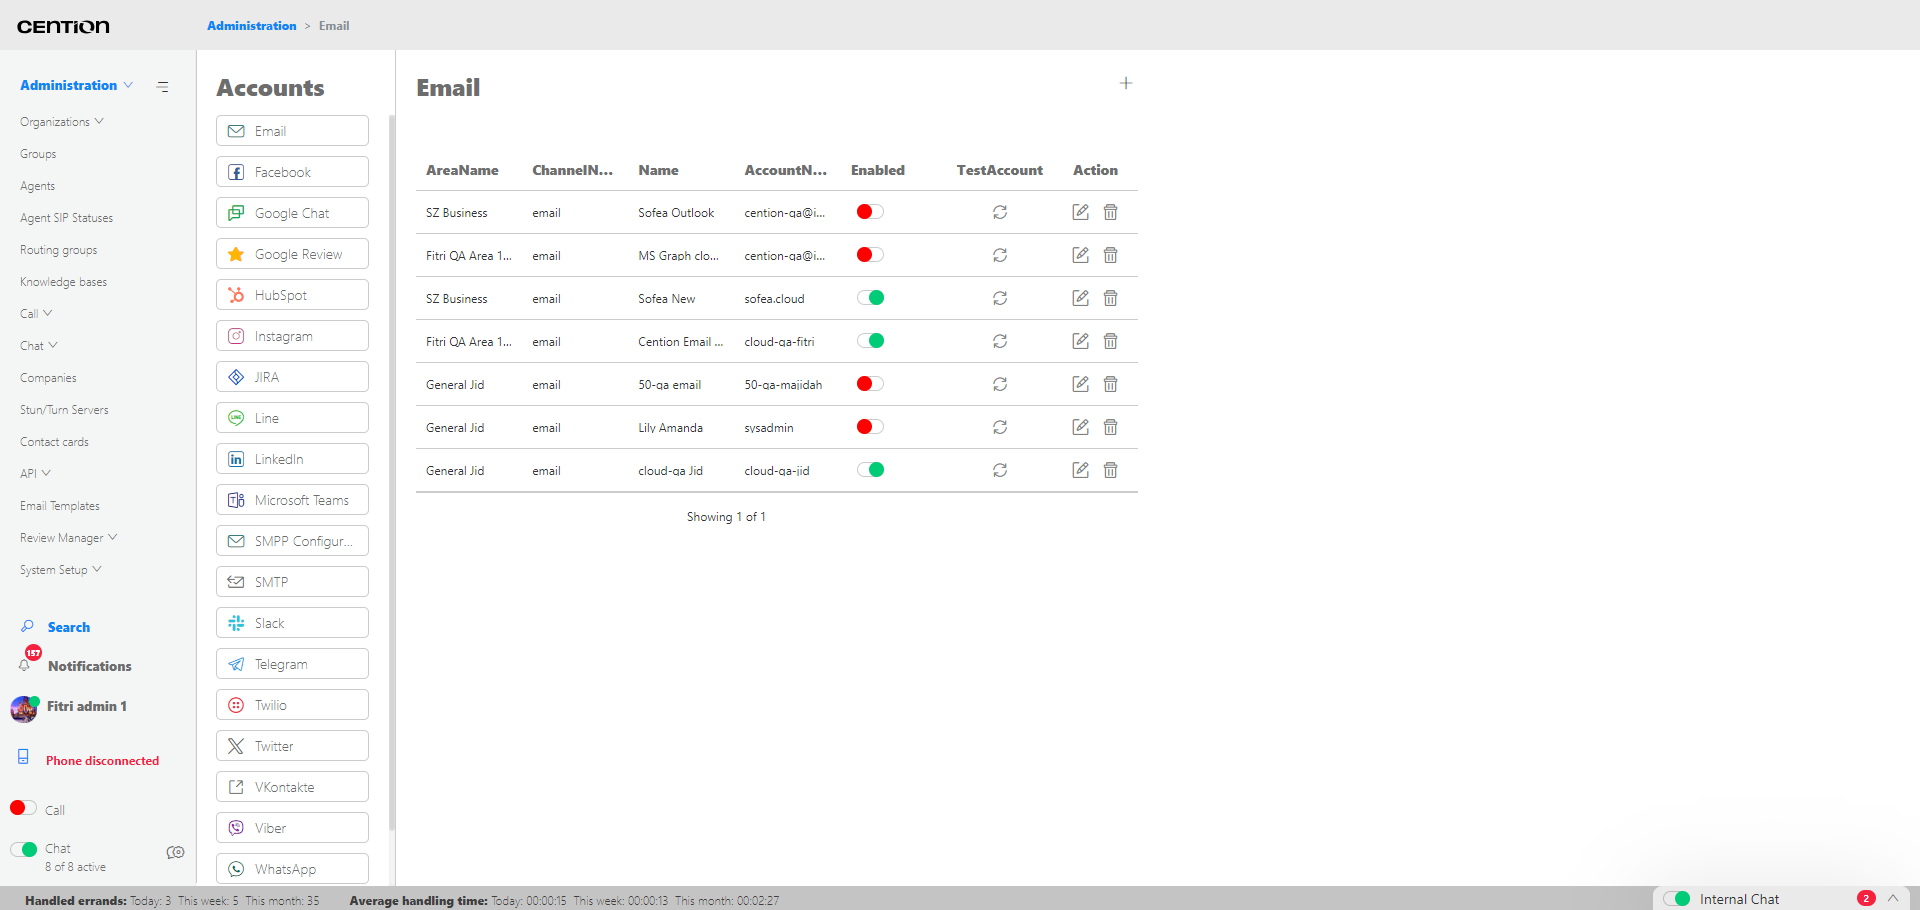 CENTION
Administration > Email
Administration
Organizations
Groups
Agents
Agent SIP Statuses
Routing groups
Knowledge bases
Call
Chat
Companies
Stun/Turn Servers
Contact cards
API
Email Templates
Review Manager
System Setup
Search
157
Notifications
Fitri admin 1
Phone disconnected
Call
Chat
8 of 8 active
Accounts
Email
Facebook
Google Chat
Google Review
HubSpot
Instagram
JIRA
Line
LinkedIn
Microsoft Teams
SMPP Configur...
SMTP
Slack
Telegram
Twilio
Twitter
VKontakte
Viber
WhatsApp
Email
AreaName ChannelN... Name AccountN... Enabled TestAccount Action
SZ Business email Sofea Outlook cention-qa@i...
Fitri QA Area 1... email MS Graph clo... cention-qa@i...
SZ Business email Sofea New sofea.cloud
Fitri QA Area 1... email Cention Email ... cloud-qa-fitri
General Jid email 50-qa email 50-qa-majidah
General Jid email Lily Amanda sysadmin
General Jid email cloud-qa Jid cloud-qa-jid
Showing 1 of 1
Handled errands: Today: 3 This week: 5 This month: 35 Average handling time: Today: 00:00:15 This week: 00:00:13 This month: 00:02:27
Internal Chat 2